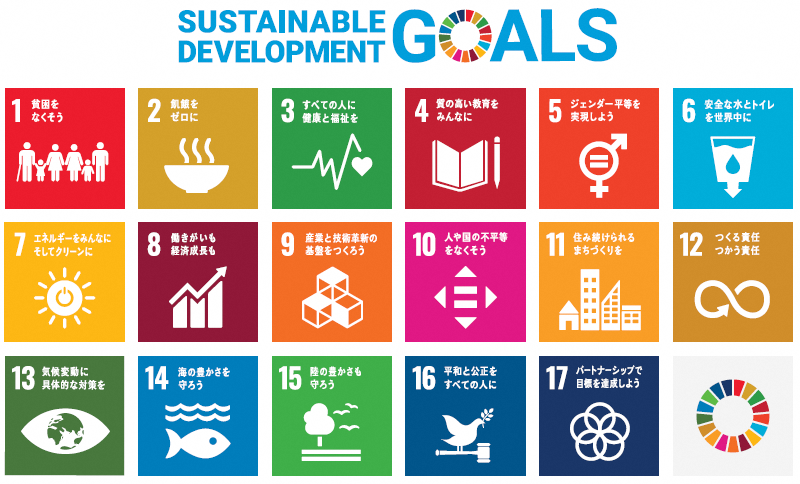 SUSTAINABLE
DEVELOPMENT
GOALS
1
貧困を
なくそう
2
飢餓を
ゼロに
3
すべての人に
健康と福祉を
4
質の高い教育を
みんなに
5
ジェンダー平等を
実現しよう
6
安全な水とトイレ
を世界中に
7
エネルギーをみんなに
そしてクリーンに
8
働きがいも
経済成長も
9
産業と技術革新の
基盤をつくろう
10
人や国の不平等
をなくそう
11
住み続けられる
まちづくりを
12
つくる責任
つかう責任
13
気候変動に
具体的な対策を
14
海の豊かさを
守ろう
15
陸の豊かさも
守ろう
16
平和と公正を
すべての人に
17
パートナーシップで
目標を達成しよう